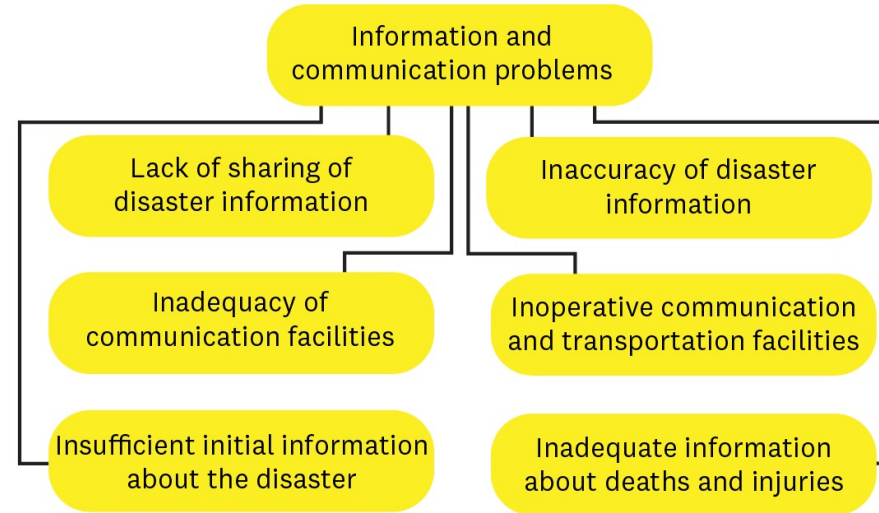 Information and
communication problems
Lack of sharing of
disaster information
Inaccuracy of disaster
information
Inadequacy of
communication facilities
Inoperative communication
and transportation facilities
Insufficient initial information
about the disaster
Inadequate information
about deaths and injuries